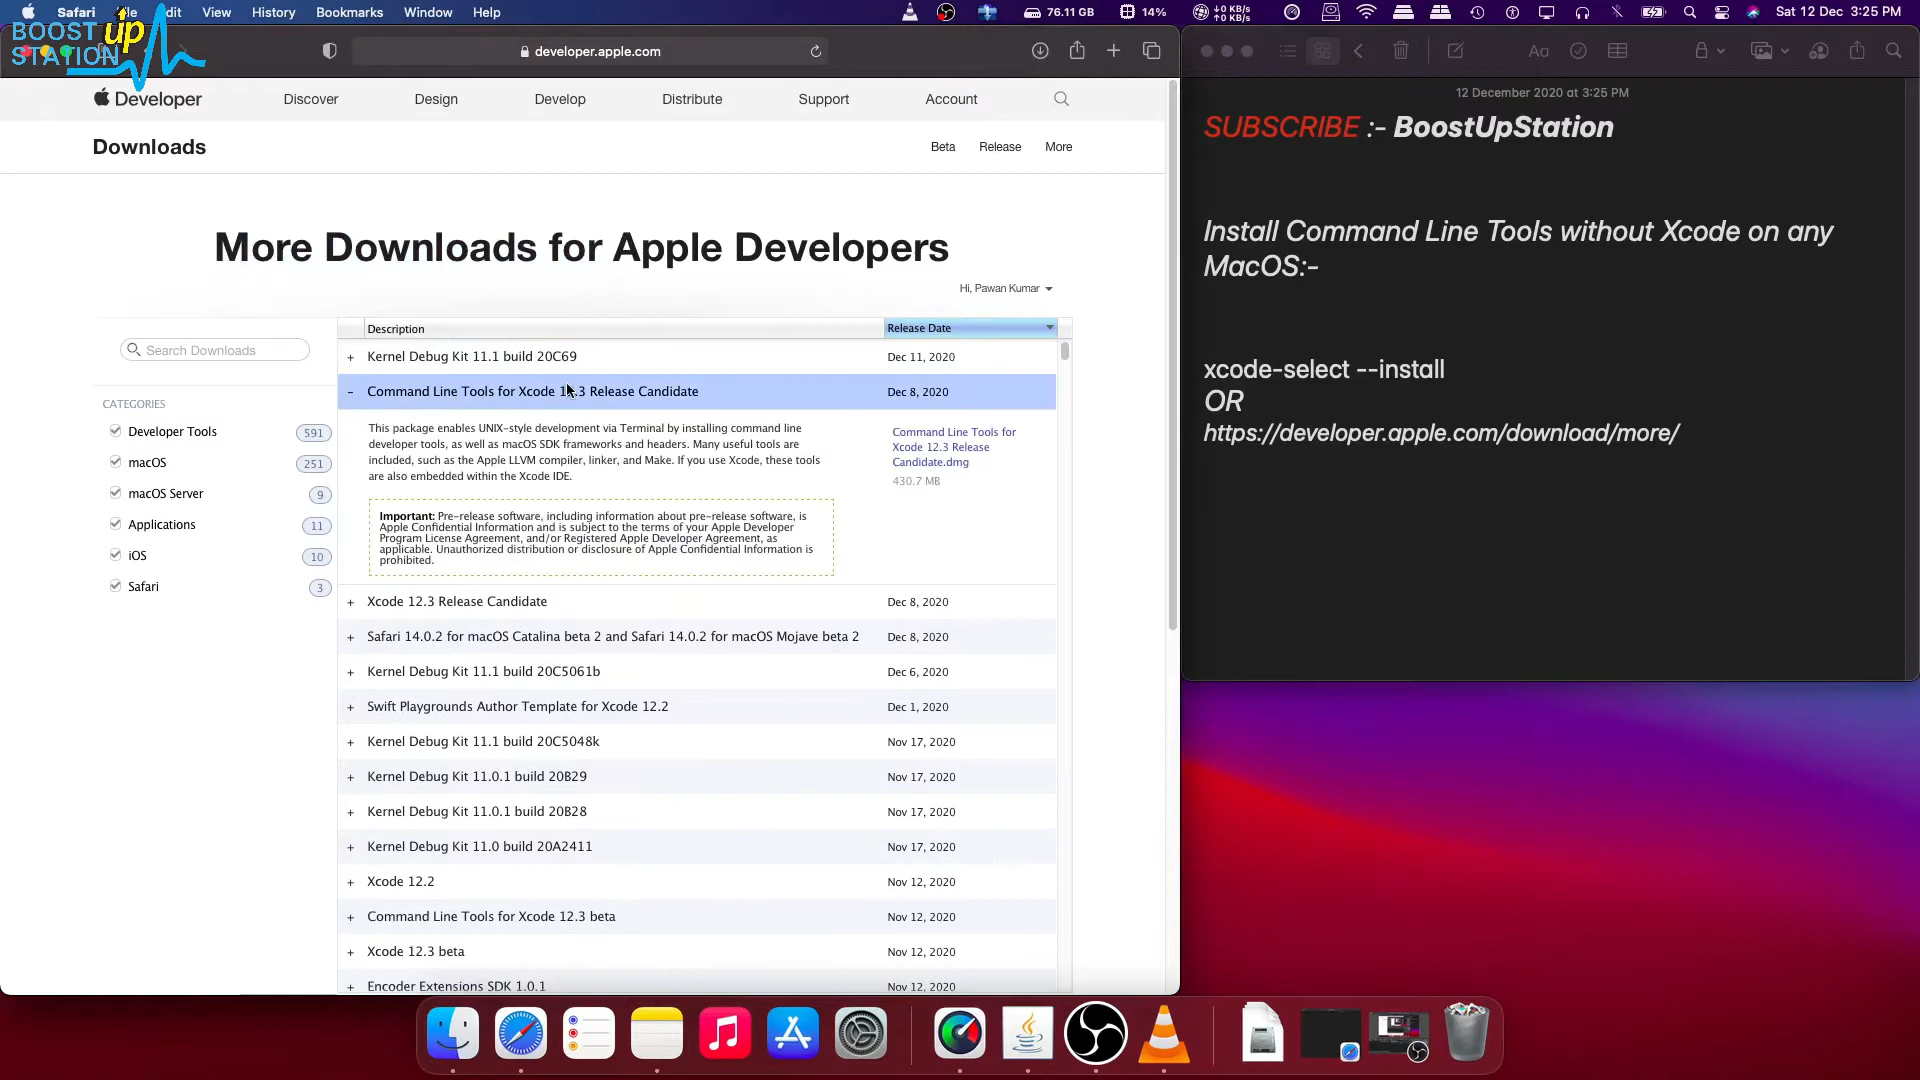 Safari
File
Edit
View
History
Bookmarks
Window
Help
76.11 GB
14%
↓0 KB/s
↑0 KB/s
Sat 12 Dec 3:25 PM
BOOST up
STATION
developer.apple.com
Developer
Discover
Design
Develop
Distribute
Support
Account
Downloads
Beta
Release
More
More Downloads for Apple Developers
Hi, Pawan Kumar
Search Downloads
CATEGORIES
Developer Tools 591
macOS 251
macOS Server 9
Applications 11
iOS 10
Safari 3
Description Release Date
+ Kernel Debug Kit 11.1 build 20C69 Dec 11, 2020
– Command Line Tools for Xcode 12.3 Release Candidate Dec 8, 2020
This package enables UNIX-style development via Terminal by installing command line
developer tools, as well as macOS SDK frameworks and headers. Many useful tools are
included, such as the Apple LLVM compiler, linker, and Make. If you use Xcode, these tools
are also embedded within the Xcode IDE.
Command Line Tools for
Xcode 12.3 Release
Candidate.dmg
430.7 MB
Important: Pre-release software, including information about pre-release software, is
Apple Confidential Information and is subject to the terms of your Apple Developer
Program License Agreement, and/or Registered Apple Developer Agreement, as
applicable. Unauthorized distribution or disclosure of Apple Confidential Information is
prohibited.
+ Xcode 12.3 Release Candidate Dec 8, 2020
+ Safari 14.0.2 for macOS Catalina beta 2 and Safari 14.0.2 for macOS Mojave beta 2 Dec 8, 2020
+ Kernel Debug Kit 11.1 build 20C5061b Dec 6, 2020
+ Swift Playgrounds Author Template for Xcode 12.2 Dec 1, 2020
+ Kernel Debug Kit 11.1 build 20C5048k Nov 17, 2020
+ Kernel Debug Kit 11.0.1 build 20B29 Nov 17, 2020
+ Kernel Debug Kit 11.0.1 build 20B28 Nov 17, 2020
+ Kernel Debug Kit 11.0 build 20A2411 Nov 17, 2020
+ Xcode 12.2 Nov 12, 2020
+ Command Line Tools for Xcode 12.3 beta Nov 12, 2020
+ Xcode 12.3 beta Nov 12, 2020
+ Encoder Extensions SDK 1.0.1 Nov 12, 2020
Aa
12 December 2020 at 3:25 PM
SUBSCRIBE :- BoostUpStation
Install Command Line Tools without Xcode on any
MacOS:-
xcode-select --install
OR
https://developer.apple.com/download/more/